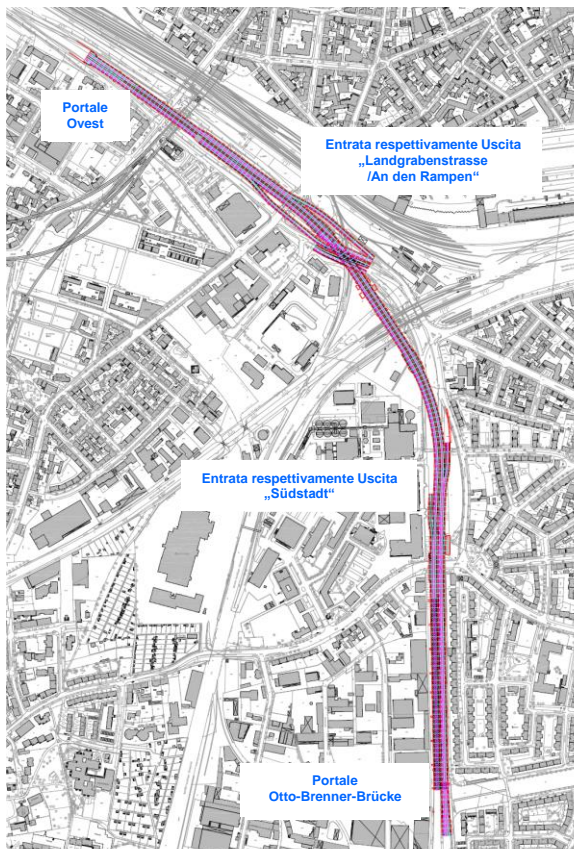 Portale
Ovest
Entrata respettivamente Uscita
„Landgrabenstrasse
/An den Rampen“
Entrata respettivamente Uscita
„Südstadt“
Portale
Otto-Brenner-Brücke